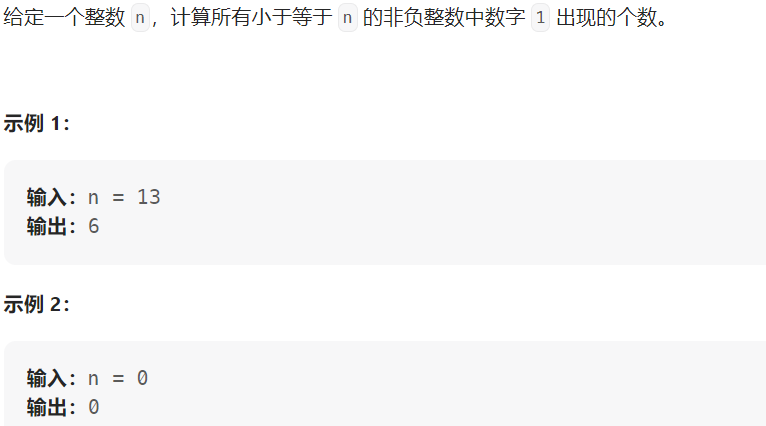 给定一个整数 n，计算所有小于等于 n 的非负整数中数字 1 出现的个数。
示例 1：
输入：n = 13
输出：6
示例 2：
输入：n = 0
输出：0